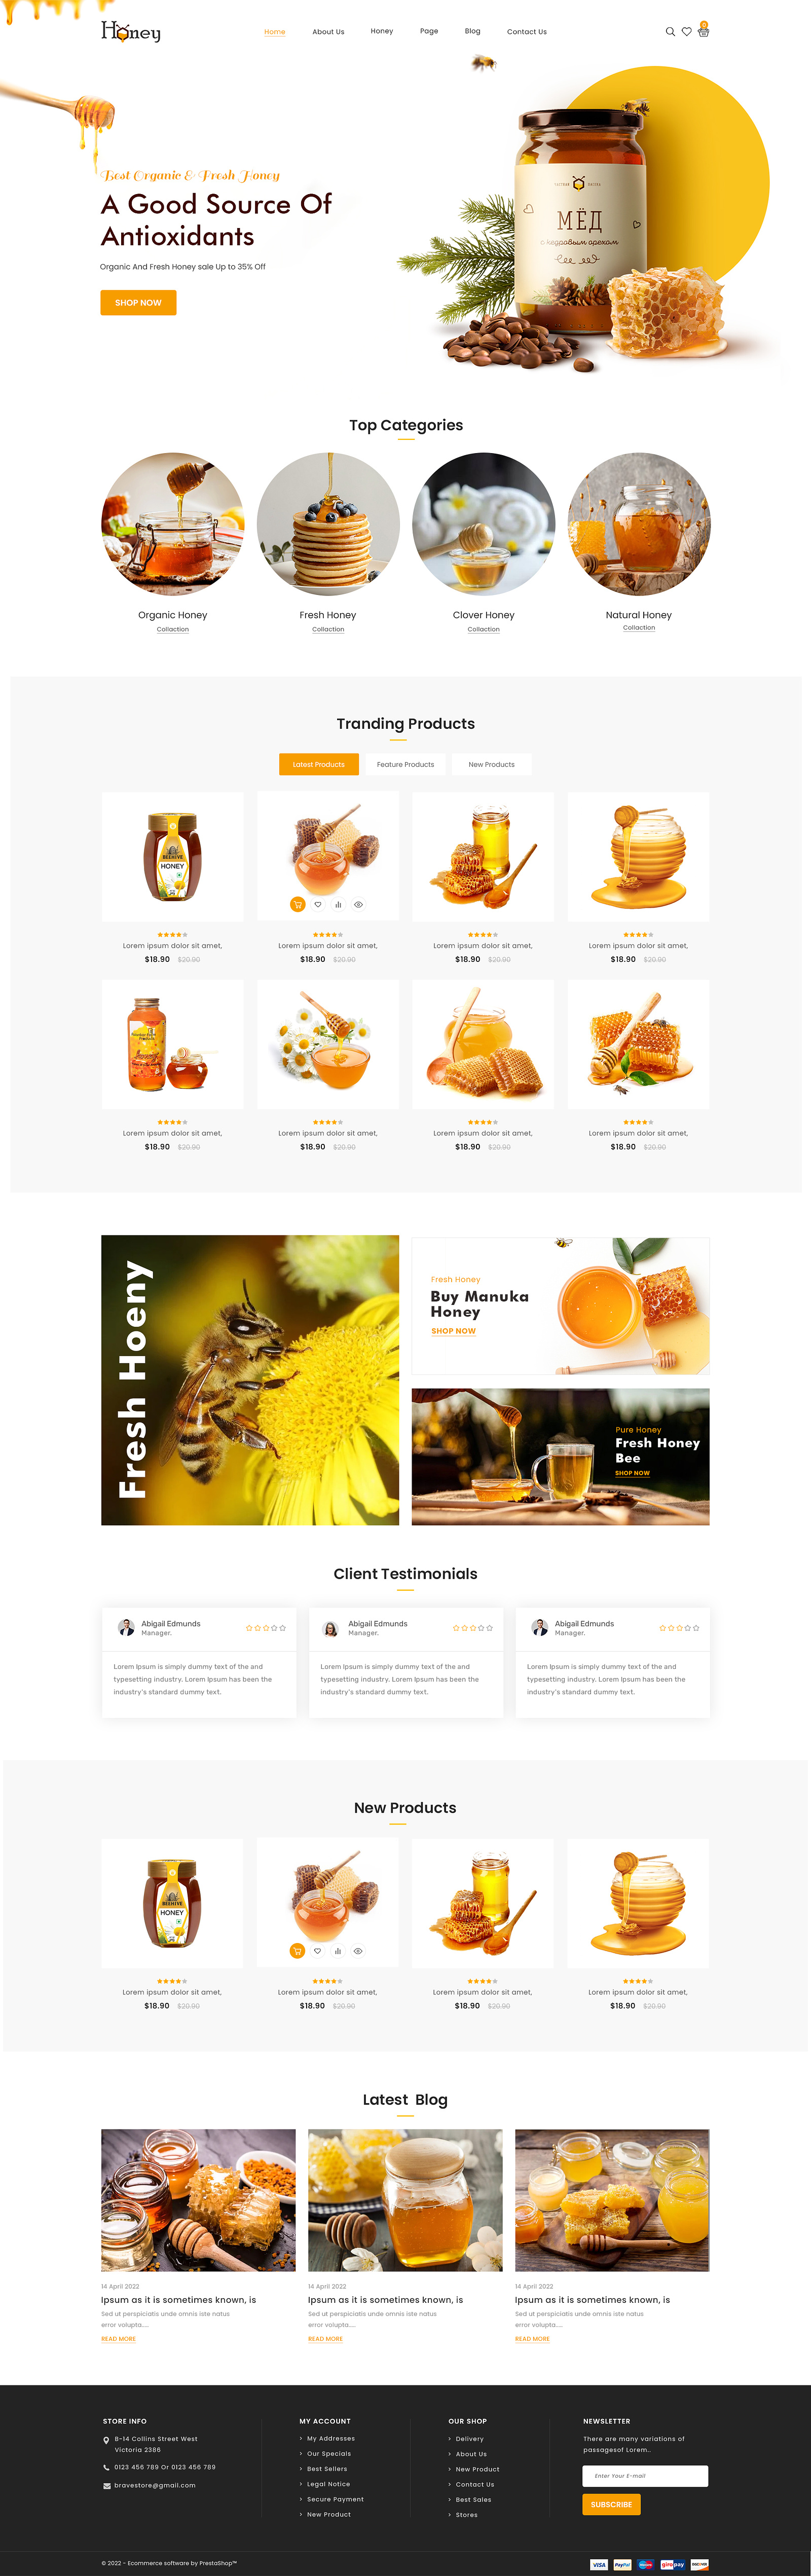 Honey
Home
About Us
Honey
Page
Blog
Contact Us
0
Best Organic & Fresh Honey
A Good Source Of
Antioxidants
Organic And Fresh Honey sale Up to 35% Off
SHOP NOW
МЁД
с кедровым орехом
Top Categories
Organic Honey
Collaction
Fresh Honey
Collaction
Clover Honey
Collaction
Natural Honey
Collaction
Tranding Products
Latest Products
Feature Products
New Products
BEEHIVE
HONEY
Lorem ipsum dolor sit amet,
$18.90 $20.90
Lorem ipsum dolor sit amet,
$18.90 $20.90
Lorem ipsum dolor sit amet,
$18.90 $20.90
Lorem ipsum dolor sit amet,
$18.90 $20.90
Lorem ipsum dolor sit amet,
$18.90 $20.90
Lorem ipsum dolor sit amet,
$18.90 $20.90
Lorem ipsum dolor sit amet,
$18.90 $20.90
Lorem ipsum dolor sit amet,
$18.90 $20.90
Fresh Hoeny
Fresh Honey
Buy Manuka
Honey
SHOP NOW
Pure Honey
Fresh Honey
Bee
SHOP NOW
Client Testimonials
Abigail Edmunds
Manager.
Lorem Ipsum is simply dummy text of the and
typesetting industry. Lorem Ipsum has been the
industry's standard dummy text.
Abigail Edmunds
Manager.
Lorem Ipsum is simply dummy text of the and
typesetting industry. Lorem Ipsum has been the
industry's standard dummy text.
Abigail Edmunds
Manager.
Lorem Ipsum is simply dummy text of the and
typesetting industry. Lorem Ipsum has been the
industry's standard dummy text.
New Products
BEEHIVE
HONEY
Lorem ipsum dolor sit amet,
$18.90 $20.90
Lorem ipsum dolor sit amet,
$18.90 $20.90
Lorem ipsum dolor sit amet,
$18.90 $20.90
Lorem ipsum dolor sit amet,
$18.90 $20.90
Latest Blog
14 April 2022
Ipsum as it is sometimes known, is
Sed ut perspiciatis unde omnis iste natus
error volupta....
READ MORE
14 April 2022
Ipsum as it is sometimes known, is
Sed ut perspiciatis unde omnis iste natus
error volupta....
READ MORE
14 April 2022
Ipsum as it is sometimes known, is
Sed ut perspiciatis unde omnis iste natus
error volupta....
READ MORE
STORE INFO
B-14 Collins Street West
Victoria 2386
0123 456 789 Or 0123 456 789
bravestore@gmail.com
MY ACCOUNT
> My Addresses
> Our Specials
> Best Sellers
> Legal Notice
> Secure Payment
> New Product
OUR SHOP
> Delivery
> About Us
> New Product
> Contact Us
> Best Sales
> Stores
NEWSLETTER
There are many variations of
passagesof Lorem..
Enter Your E-mail
SUBSCRIBE
© 2022 - Ecommerce software by PrestaShop™
VISA
PayPal
giropay
DISCOVER